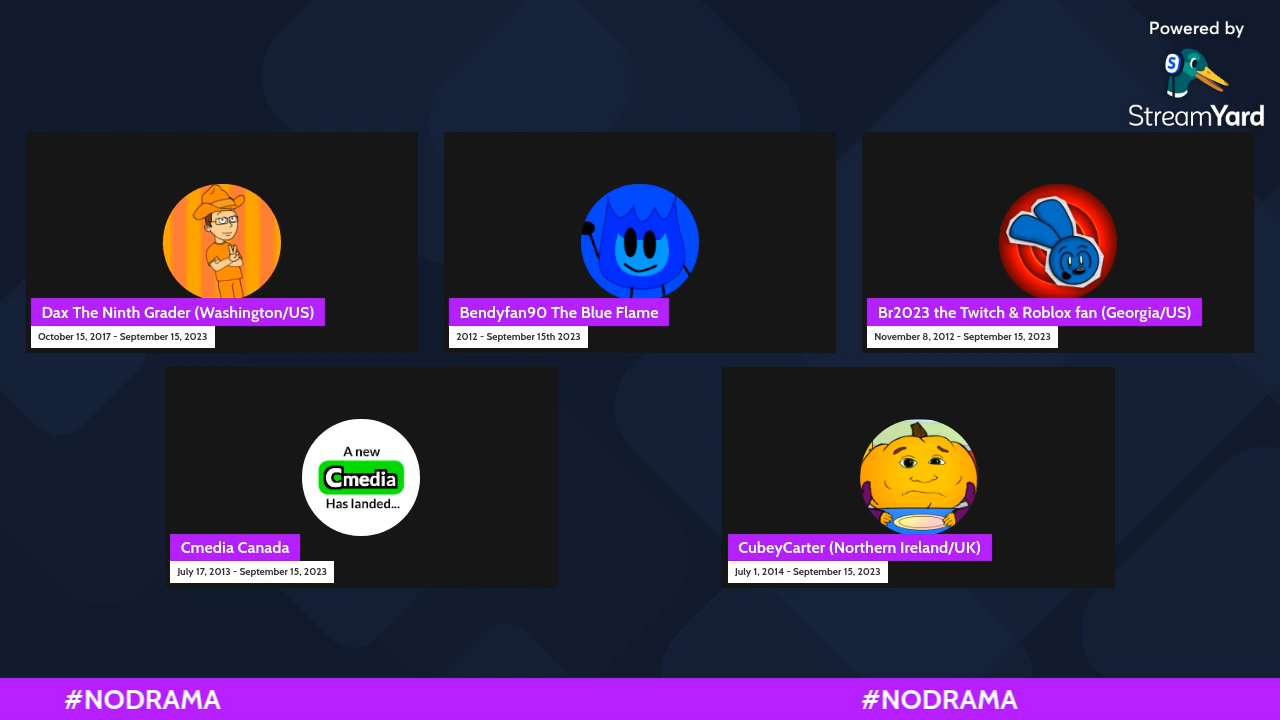 Powered by
S
StreamYard
Dax The Ninth Grader (Washington/US)
October 15, 2017 - September 15, 2023
Bendyfan90 The Blue Flame
2012 - September 15th 2023
Br2023 the Twitch & Roblox fan (Georgia/US)
November 8, 2012 - September 15, 2023
A new
Cmedia
Has landed...
Cmedia Canada
July 17, 2013 - September 15, 2023
CubeyCarter (Northern Ireland/UK)
July 1, 2014 - September 15, 2023
#NODRAMA #NODRAMA